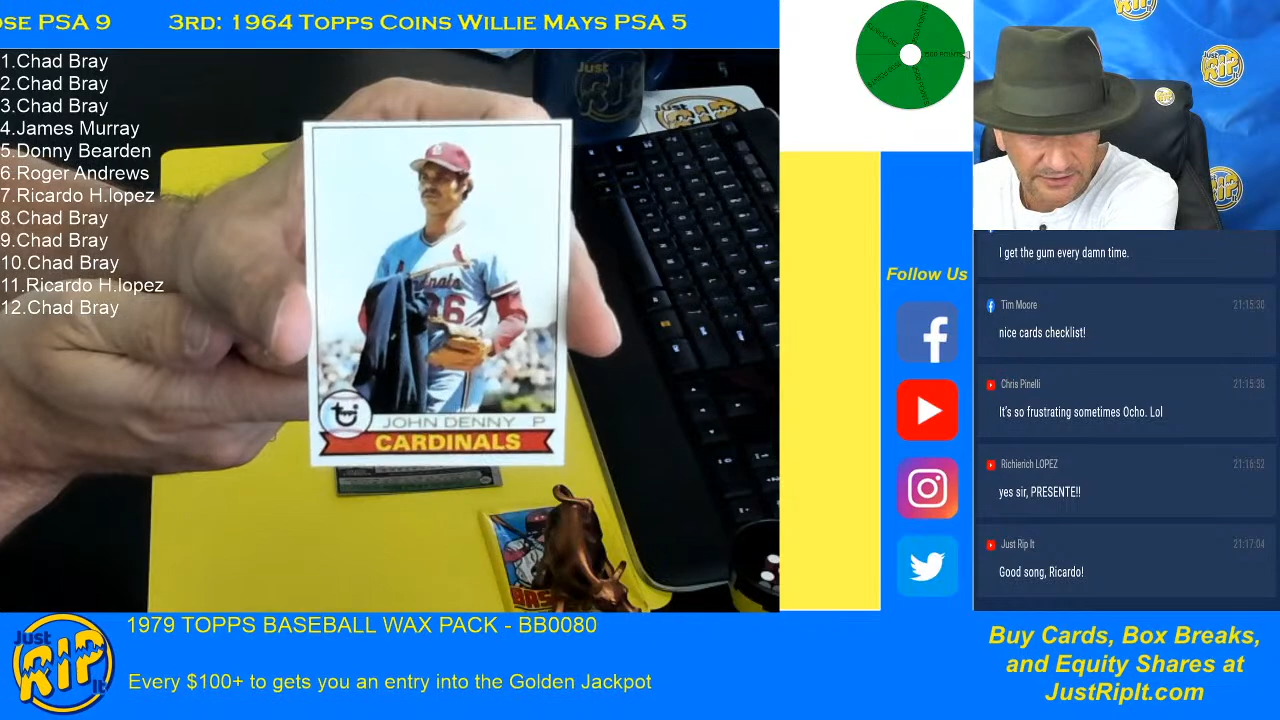 OSE PSA 9 3RD: 1964 TOPPS COINS WILLIE MAYS PSA 5
1.Chad Bray
2.Chad Bray
3.Chad Bray
4.James Murray
5.Donny Bearden
6.Roger Andrews
7.Ricardo H.lopez
8.Chad Bray
9.Chad Bray
10.Chad Bray
11.Ricardo H.lopez
12.Chad Bray
Just
RIP
Cardinals
36
JOHN DENNY P
CARDINALS
Follow Us
I get the gum every damn time.
Tim Moore 21:15:30
nice cards checklist!
Chris Pinelli 21:15:38
It's so frustrating sometimes Ocho. Lol
Richierich LOPEZ 21:16:52
yes sir, PRESENTE!!
Just Rip It 21:17:04
Good song, Ricardo!
Just
RIP
It
1979 TOPPS BASEBALL WAX PACK - BB0080
Every $100+ to gets you an entry into the Golden Jackpot
Buy Cards, Box Breaks,
and Equity Shares at
JustRipIt.com